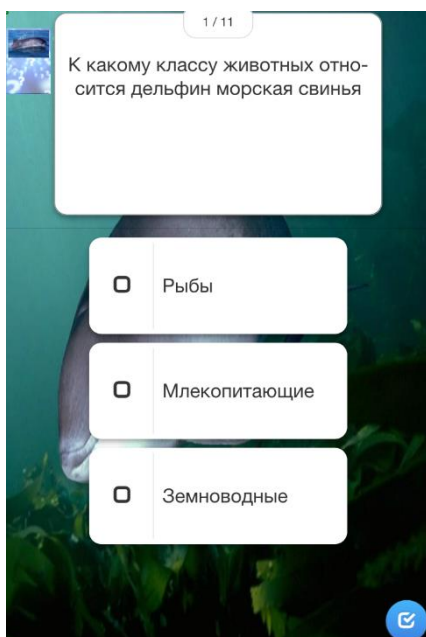 1 / 11
К какому классу животных отно-
сится дельфин морская свинья
Рыбы
Млекопитающие
Земноводные